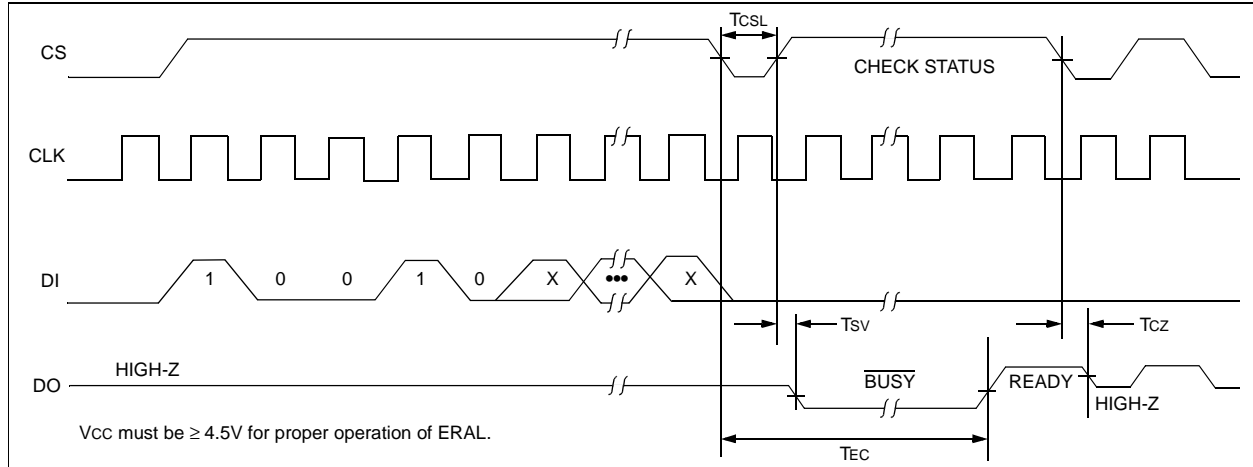 TCSL
CS
CHECK STATUS
CLK
DI
1 0 0 1 0 X ••• X
TSV
TCZ
HIGH-Z
BUSY
READY
DO
HIGH-Z
VCC must be ≥ 4.5V for proper operation of ERAL.
TEC